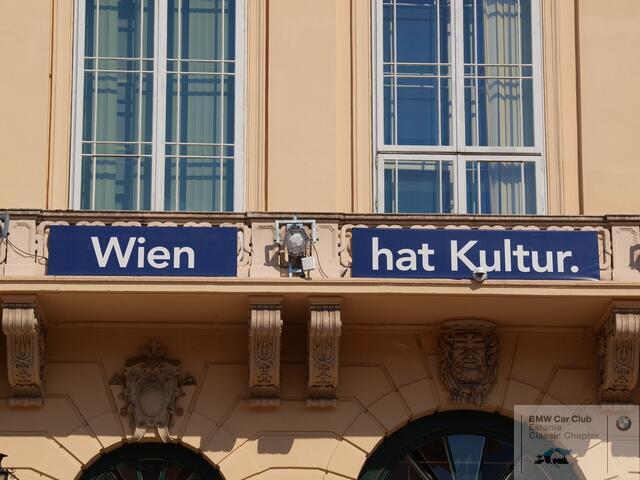 Wien
hat Kultur.
BMW Car Club
Estonia
Classic Chapter